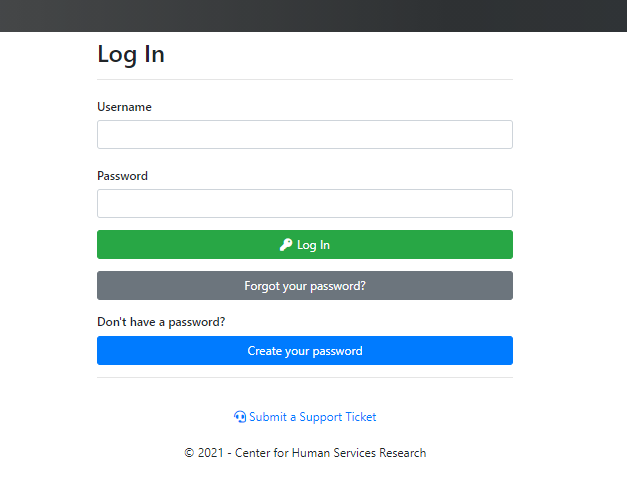 Log In
Username
Password
Log In
Forgot your password?
Don't have a password?
Create your password
Submit a Support Ticket
© 2021 - Center for Human Services Research